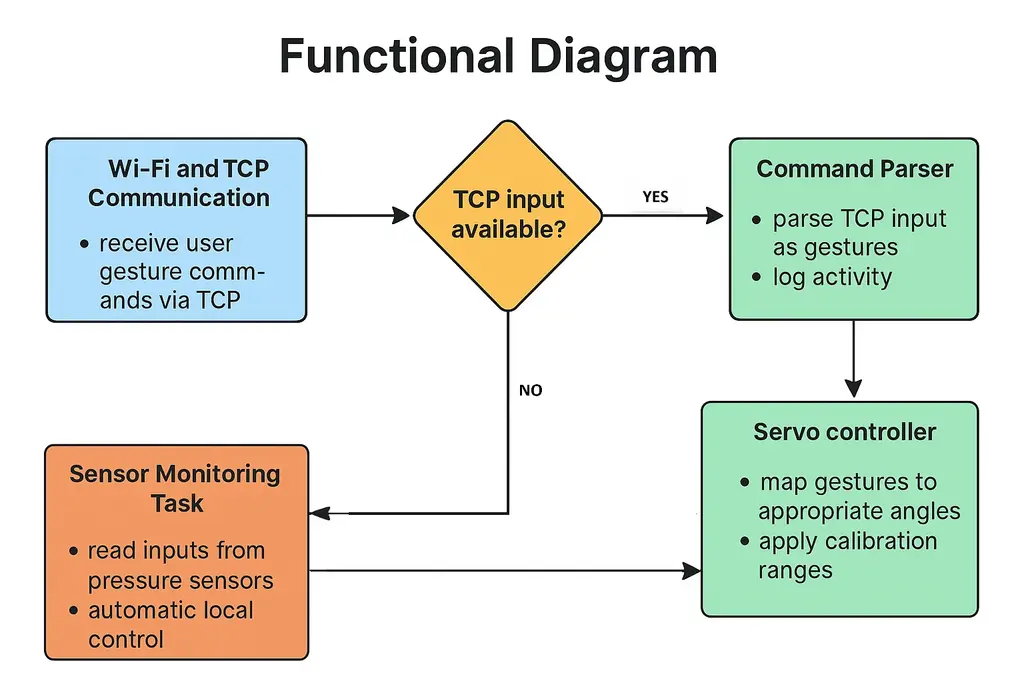 Functional Diagram
Wi-Fi and TCP
Communication
• receive user
gesture comm-
ands via TCP
TCP input
available?
YES
Command Parser
• parse TCP input
as gestures
• log activity
NO
Sensor Monitoring
Task
• read inputs from
pressure sensors
• automatic local
control
Servo controller
• map gestures to
appropriate angles
• apply calibration
ranges